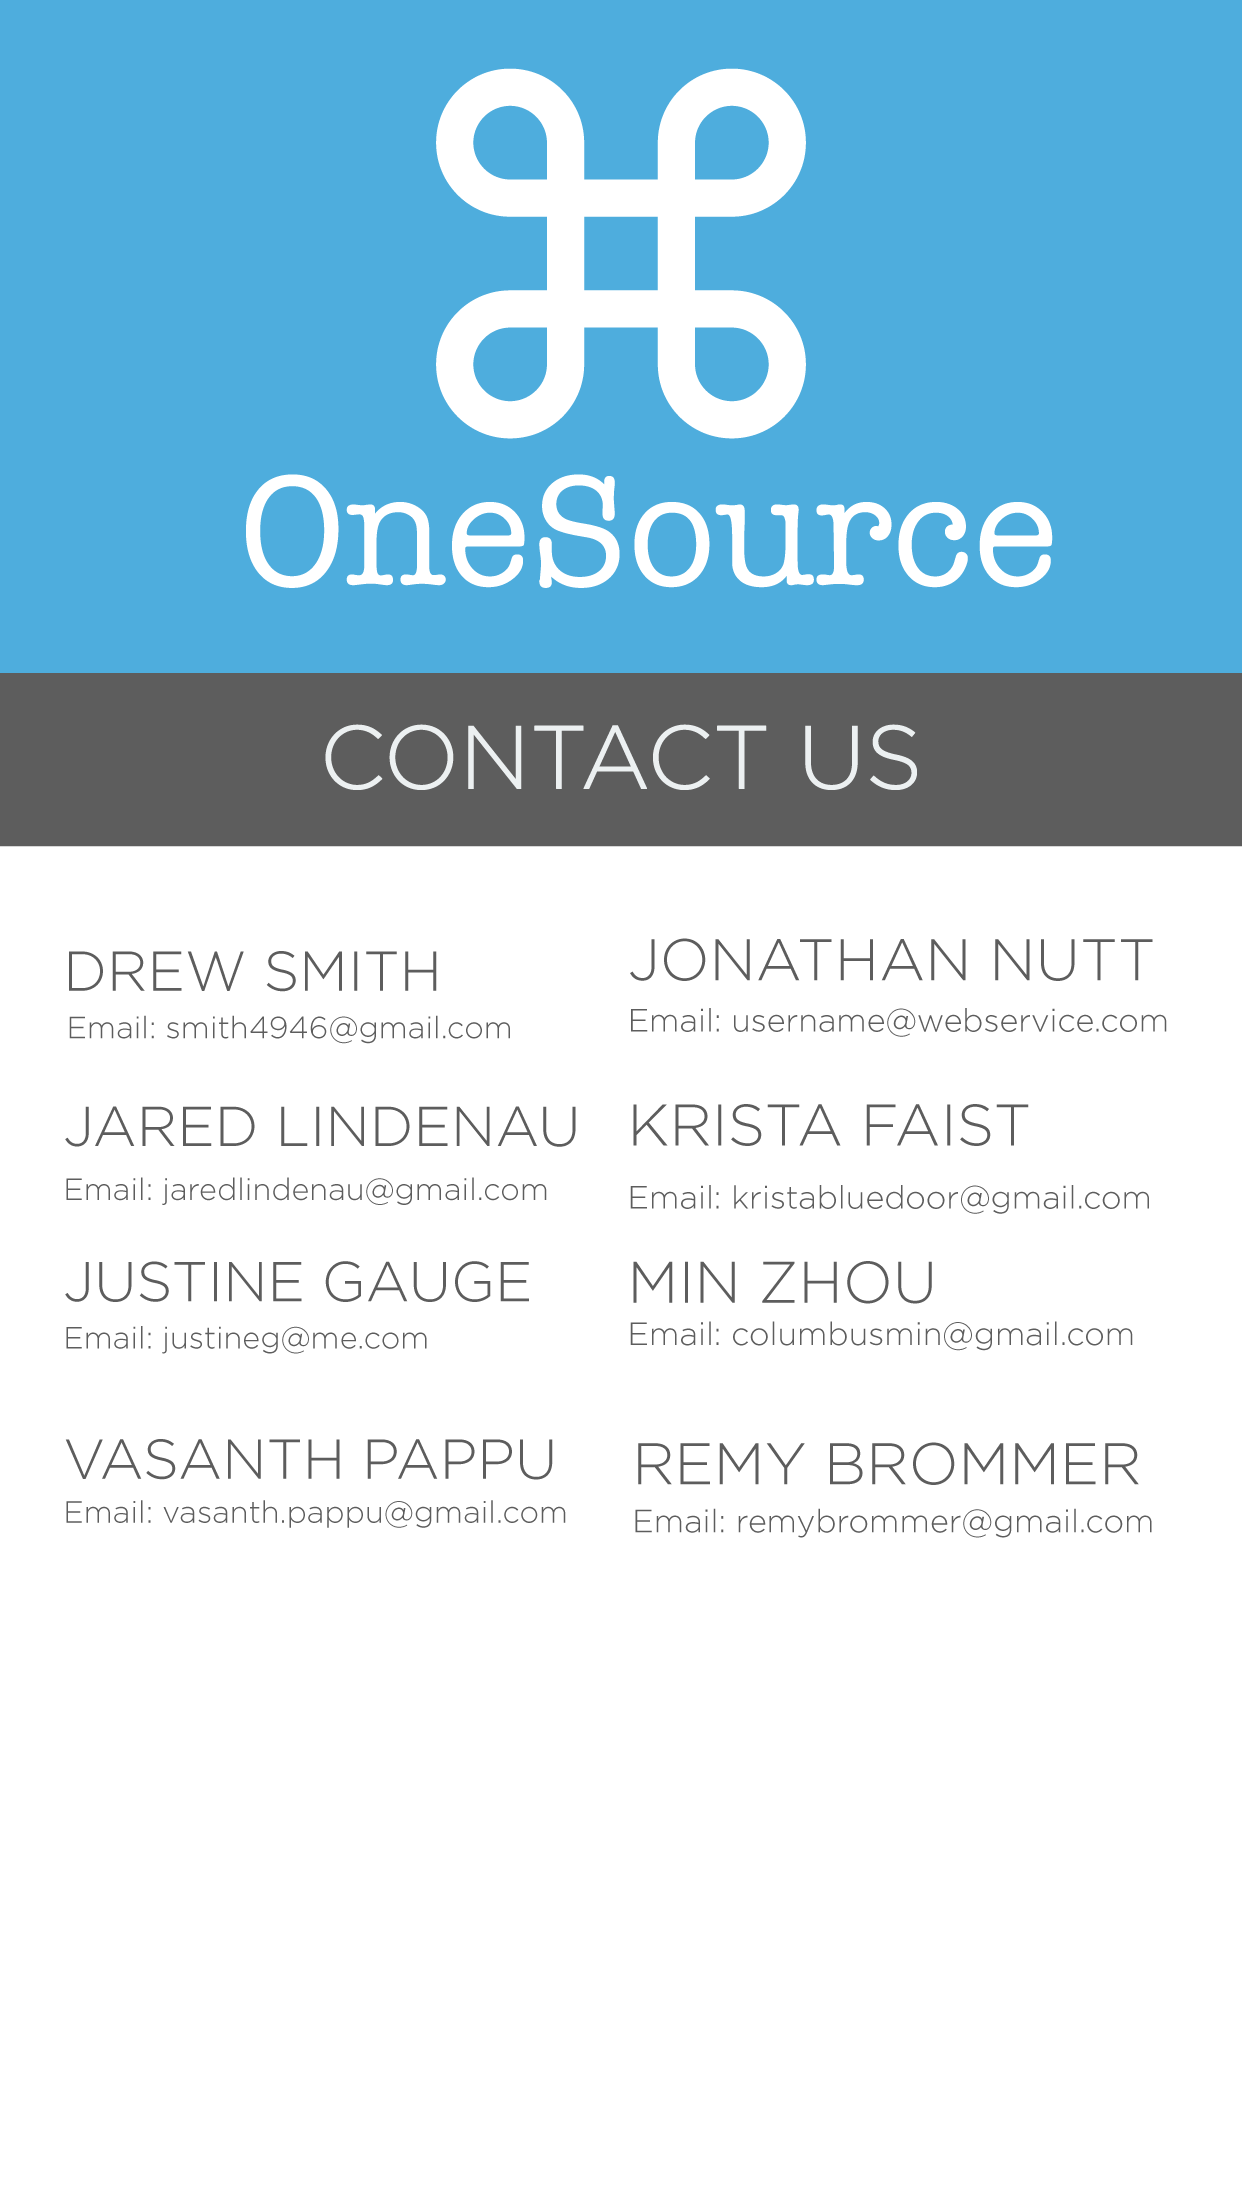 OneSource
CONTACT US
DREW SMITH
Email: smith4946@gmail.com
JONATHAN NUTT
Email: username@webservice.com
JARED LINDENAU
Email: jaredlindenau@gmail.com
KRISTA FAIST
Email: kristabluedoor@gmail.com
JUSTINE GAUGE
Email: justineg@me.com
MIN ZHOU
Email: columbusmin@gmail.com
VASANTH PAPPU
Email: vasanth.pappu@gmail.com
REMY BROMMER
Email: remybrommer@gmail.com